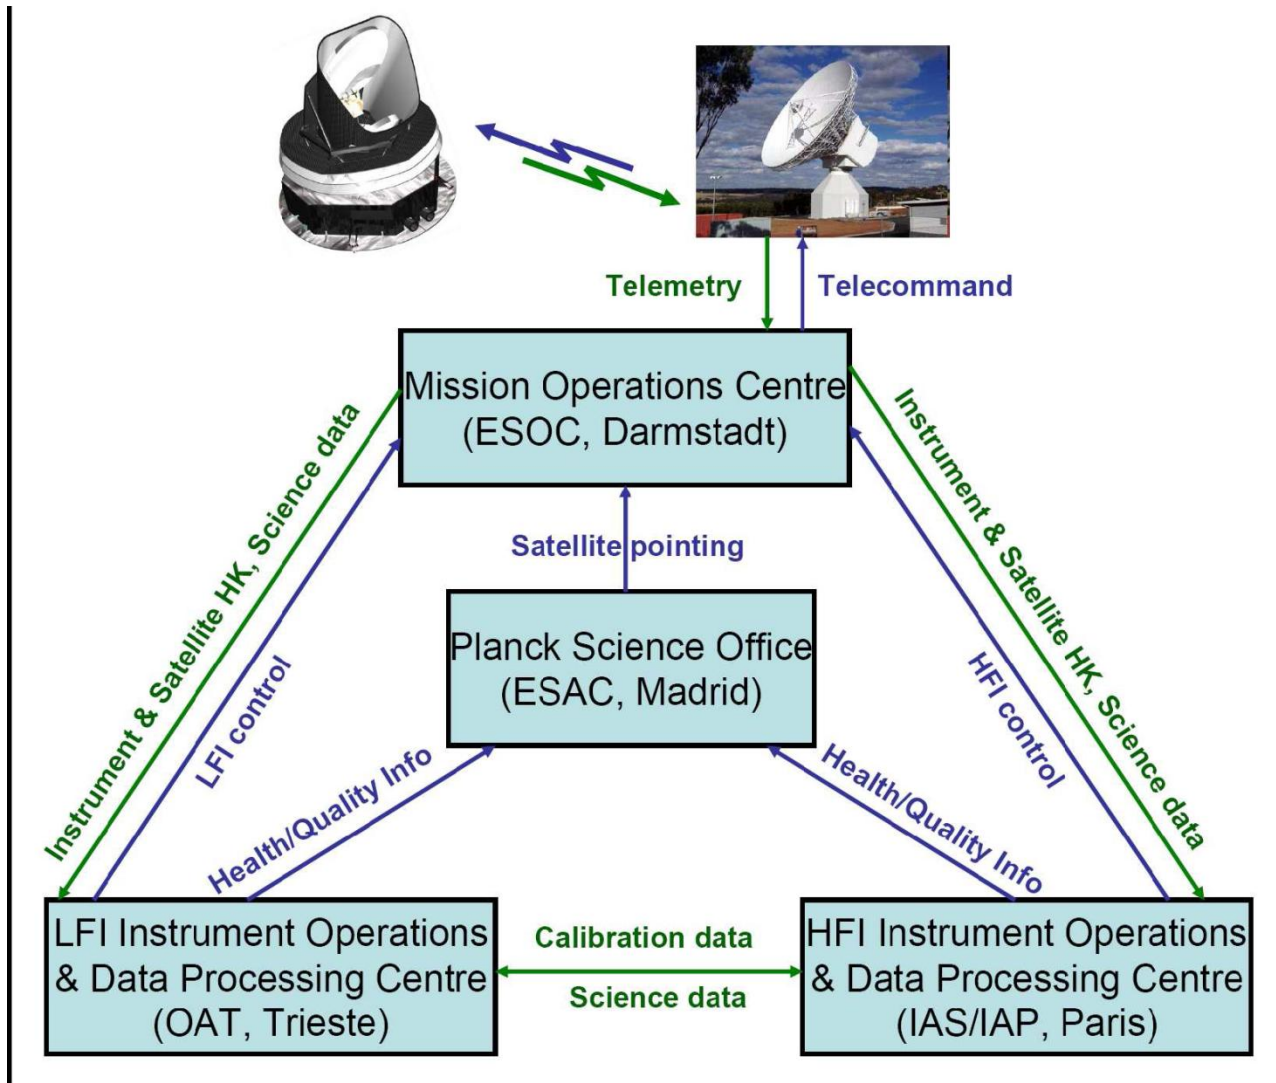 Telemetry
Telecommand
Mission Operations Centre
(ESOC, Darmstadt)
Instrument & Satellite HK, Science data
LFI control
Satellite pointing
HFI control
Instrument & Satellite HK, Science data
Planck Science Office
(ESAC, Madrid)
Health/Quality Info
Health/Quality Info
LFI Instrument Operations
& Data Processing Centre
(OAT, Trieste)
Calibration data
Science data
HFI Instrument Operations
& Data Processing Centre
(IAS/IAP, Paris)